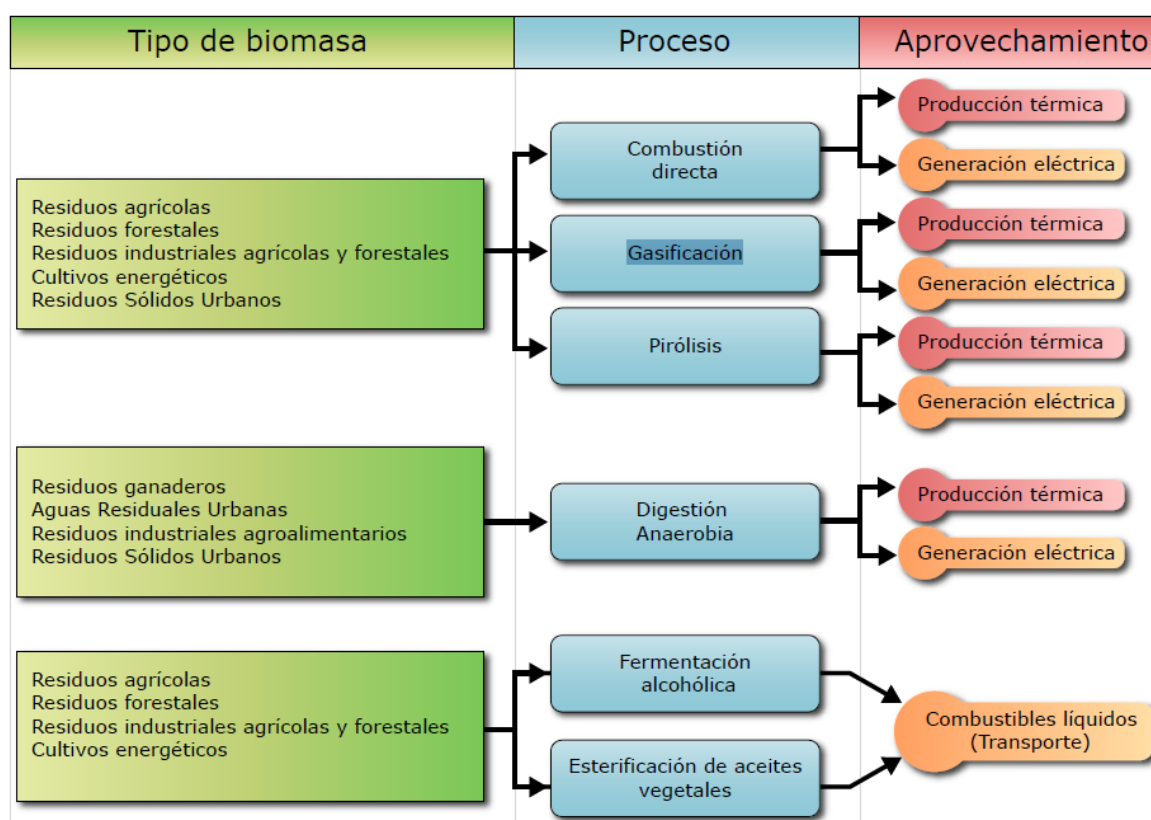 Tipo de biomasa
Proceso
Aprovechamiento
Residuos agrícolas
Residuos forestales
Residuos industriales agrícolas y forestales
Cultivos energéticos
Residuos Sólidos Urbanos
Combustión
directa
Producción térmica
Generación eléctrica
Gasificación
Producción térmica
Generación eléctrica
Pirólisis
Producción térmica
Generación eléctrica
Residuos ganaderos
Aguas Residuales Urbanas
Residuos industriales agroalimentarios
Residuos Sólidos Urbanos
Digestión
Anaerobia
Producción térmica
Generación eléctrica
Residuos agrícolas
Residuos forestales
Residuos industriales agrícolas y forestales
Cultivos energéticos
Fermentación
alcohólica
Esterificación de aceites
vegetales
Combustibles líquidos
(Transporte)